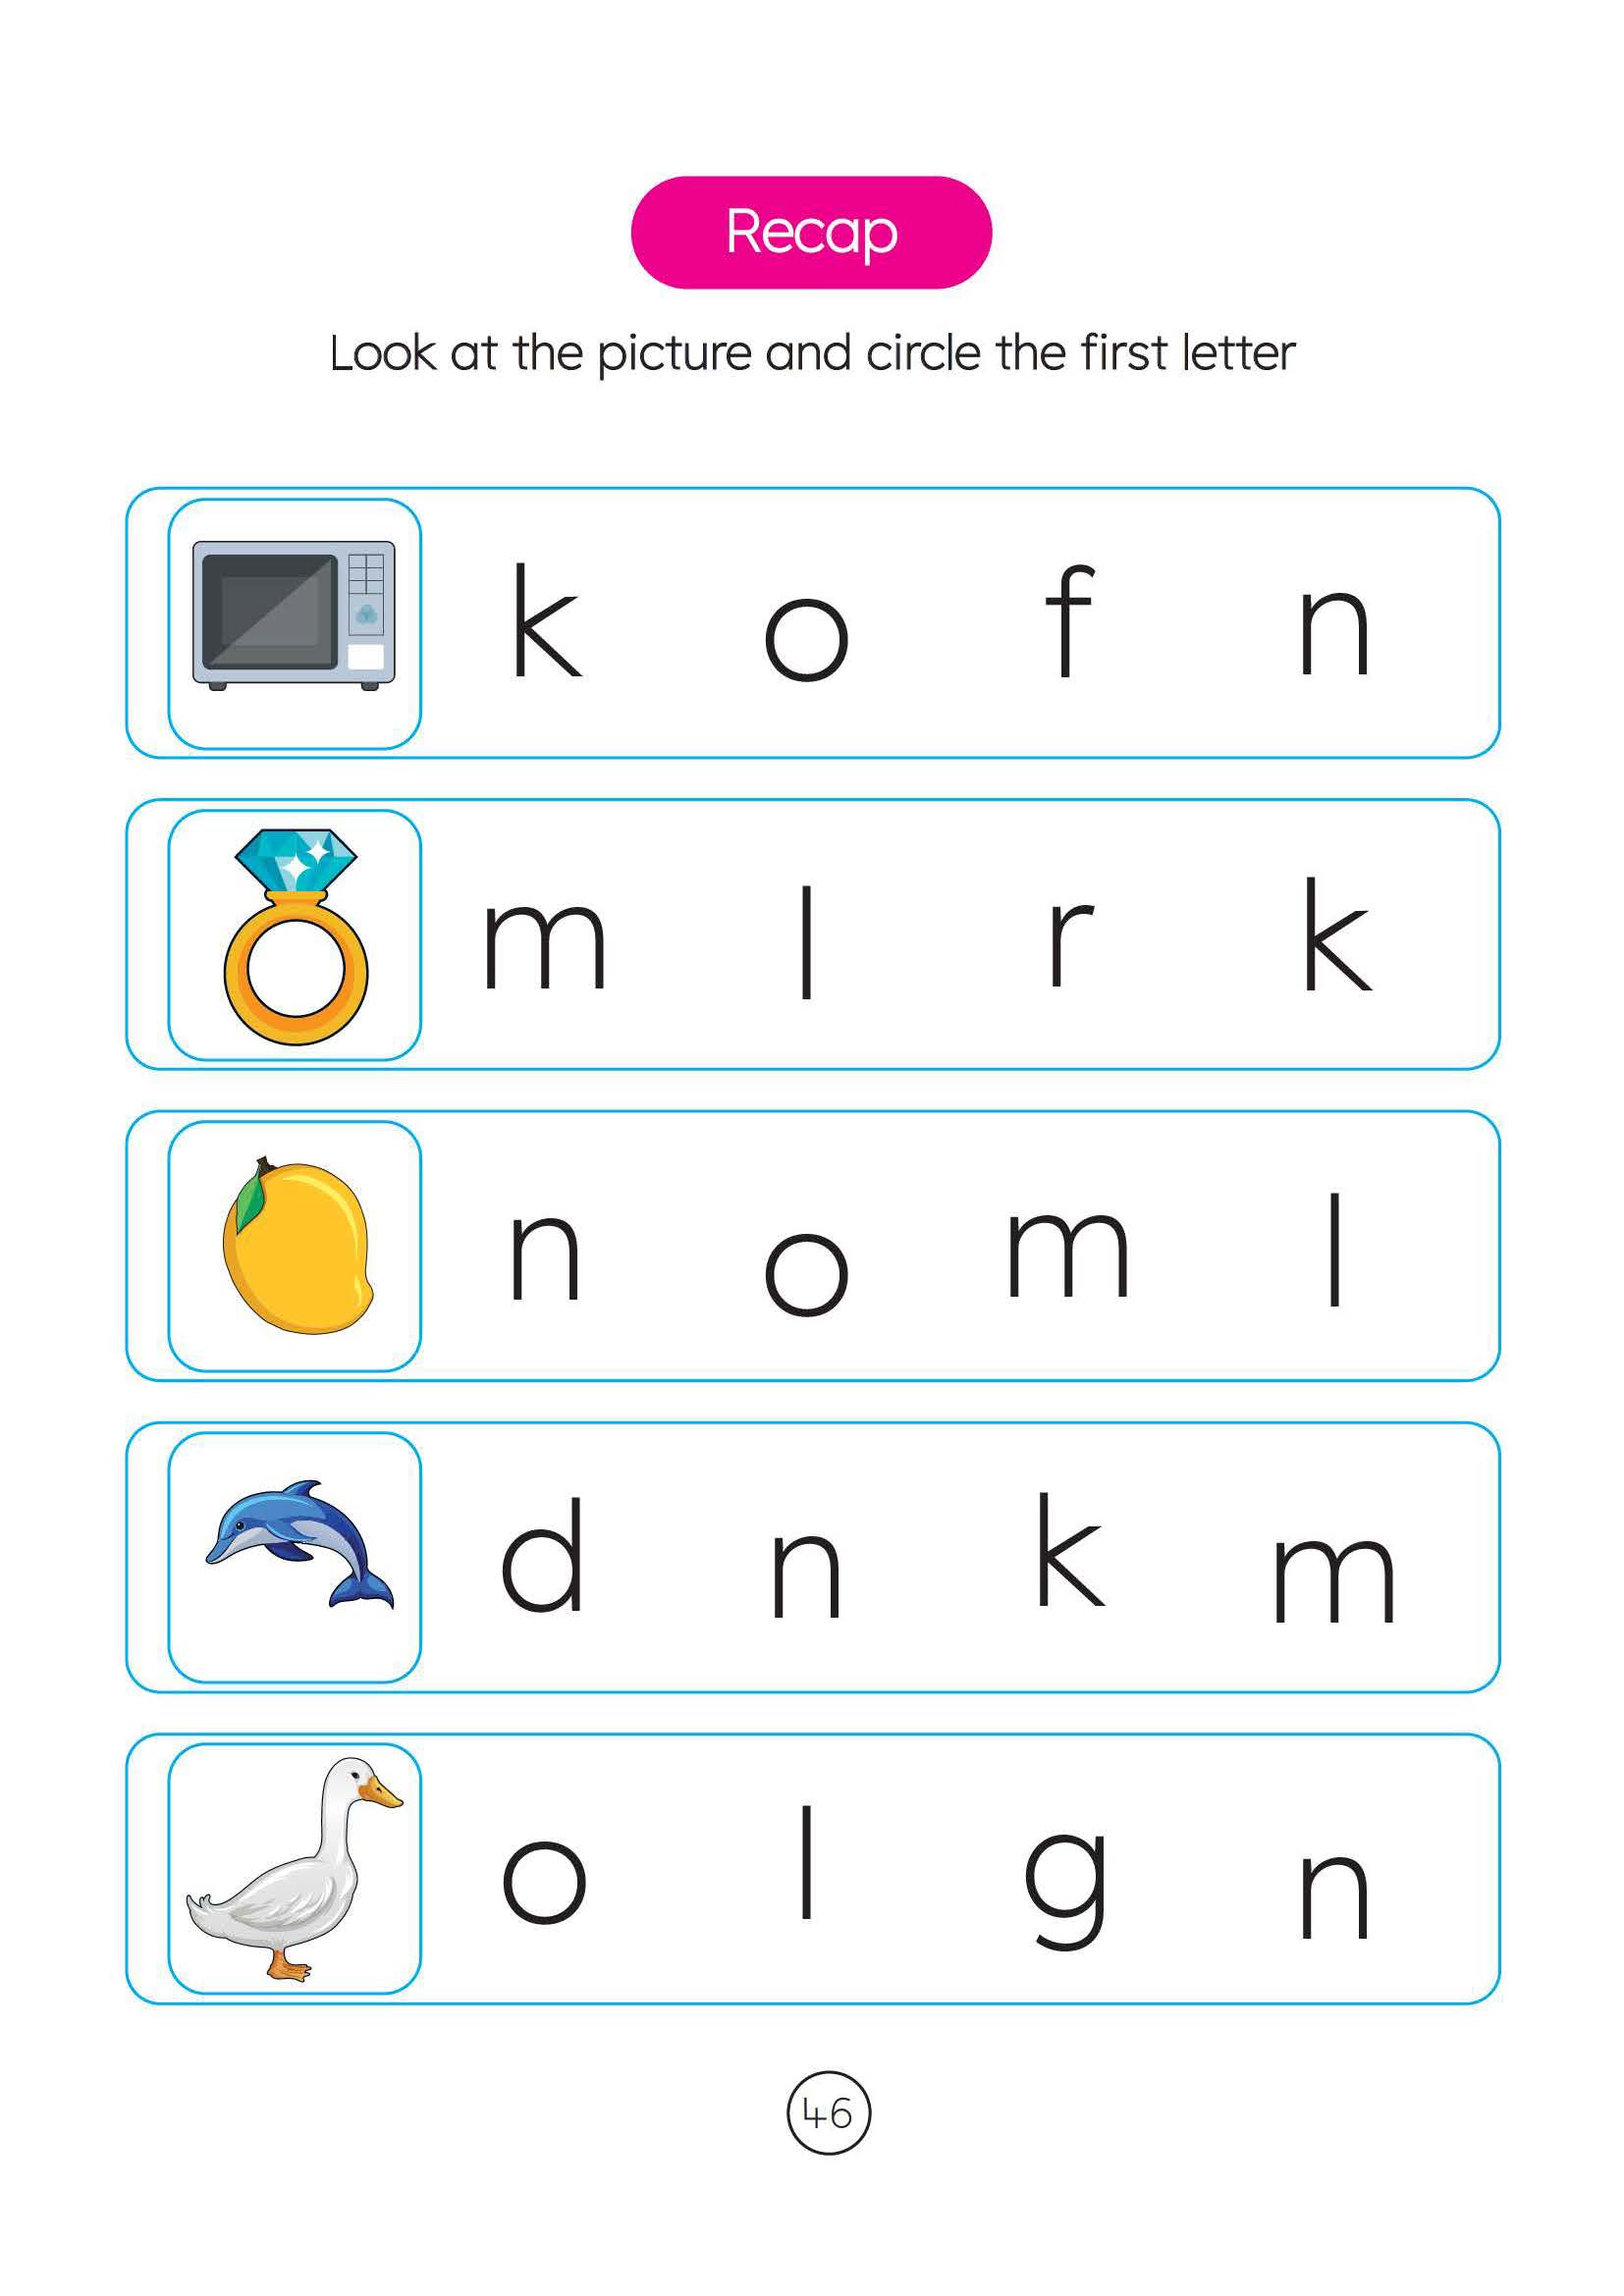 Recap
Look at the picture and circle the first letter
k o f n
m l r k
n o m l
d n k m
o l g n
46